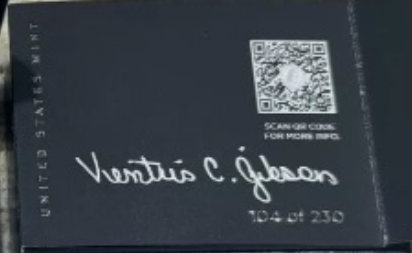 UNITED STATES MINT
SCAN QR CODE
FOR MORE INFO.
Ventris C. Gibson
104 of 230